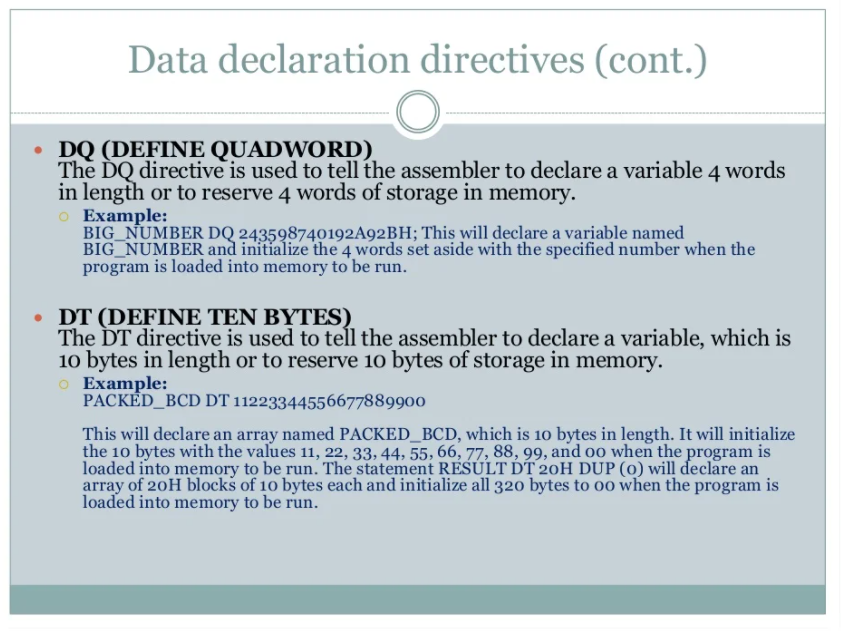 Data declaration directives (cont.)
DQ (DEFINE QUADWORD)
The DQ directive is used to tell the assembler to declare a variable 4 words
in length or to reserve 4 words of storage in memory.
Example:
BIG_NUMBER DQ 243598740192A92BH; This will declare a variable named
BIG_NUMBER and initialize the 4 words set aside with the specified number when the
program is loaded into memory to be run.
DT (DEFINE TEN BYTES)
The DT directive is used to tell the assembler to declare a variable, which is
10 bytes in length or to reserve 10 bytes of storage in memory.
Example:
PACKED_BCD DT 11223344556677889900
This will declare an array named PACKED_BCD, which is 10 bytes in length. It will initialize
the 10 bytes with the values 11, 22, 33, 44, 55, 66, 77, 88, 99, and 00 when the program is
loaded into memory to be run. The statement RESULT DT 20H DUP (0) will declare an
array of 20H blocks of 10 bytes each and initialize all 320 bytes to 00 when the program is
loaded into memory to be run.